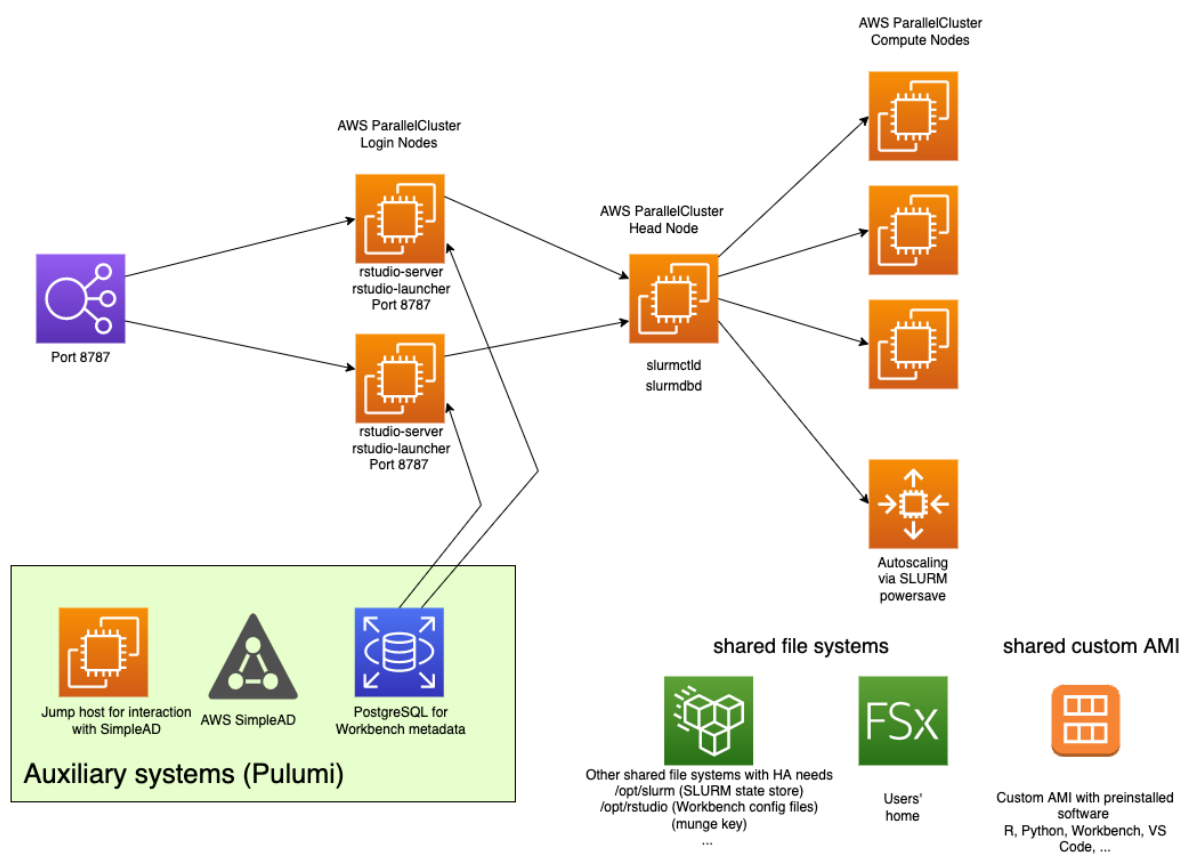 AWS ParallelCluster
Compute Nodes
AWS ParallelCluster
Login Nodes
AWS ParallelCluster
Head Node
rstudio-server
rstudio-launcher
Port 8787
Port 8787
slurmctld
slurmdbd
rstudio-server
rstudio-launcher
Port 8787
Autoscaling
via SLURM
powersave
Jump host for interaction
with SimpleAD
AWS SimpleAD
PostgreSQL for
Workbench metadata
Auxiliary systems (Pulumi)
shared file systems
FSx
Other shared file systems with HA needs
/opt/slurm (SLURM state store)
/opt/rstudio (Workbench config files)
(munge key)
...
Users'
home
shared custom AMI
Custom AMI with preinstalled
software
R, Python, Workbench, VS
Code, ...